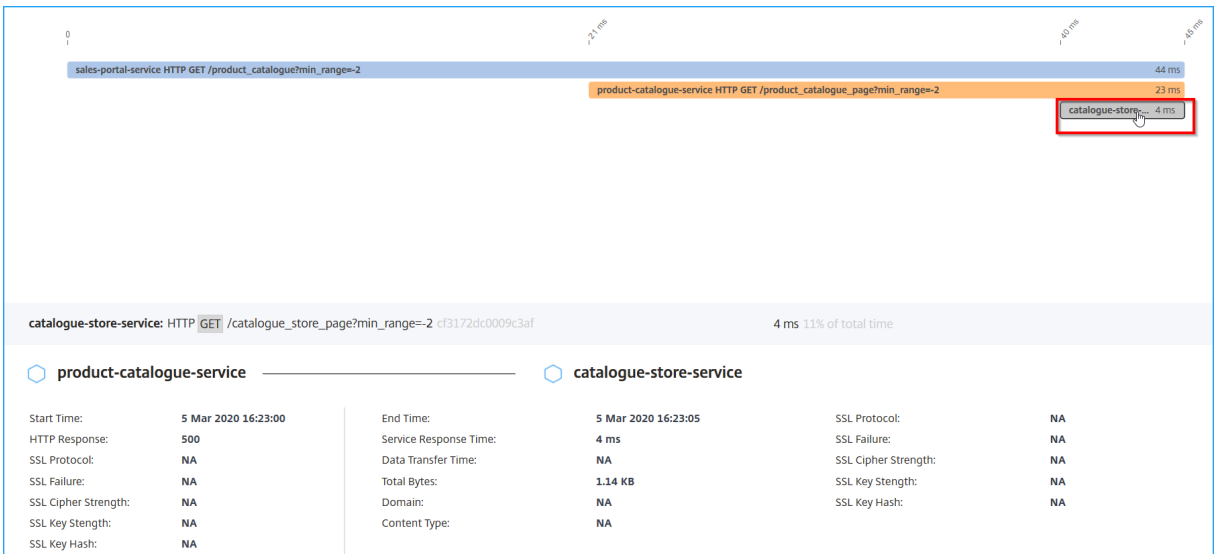 0 21 ms 40 ms 45 ms
sales-portal-service HTTP GET /product_catalogue?min_range=-2 44 ms
product-catalogue-service HTTP GET /product_catalogue_page?min_range=-2 23 ms
catalogue-store-... 4 ms
catalogue-store-service: HTTP GET /catalogue_store_page?min_range=-2 cf3172dc0009c3af 4 ms 11% of total time
product-catalogue-service catalogue-store-service
Start Time: 5 Mar 2020 16:23:00 End Time: 5 Mar 2020 16:23:05 SSL Protocol: NA
HTTP Response: 500 Service Response Time: 4 ms SSL Failure: NA
SSL Protocol: NA Data Transfer Time: NA SSL Cipher Strength: NA
SSL Failure: NA Total Bytes: 1.14 KB SSL Key Stength: NA
SSL Cipher Strength: NA Domain: NA SSL Key Hash: NA
SSL Key Stength: NA Content Type: NA
SSL Key Hash: NA